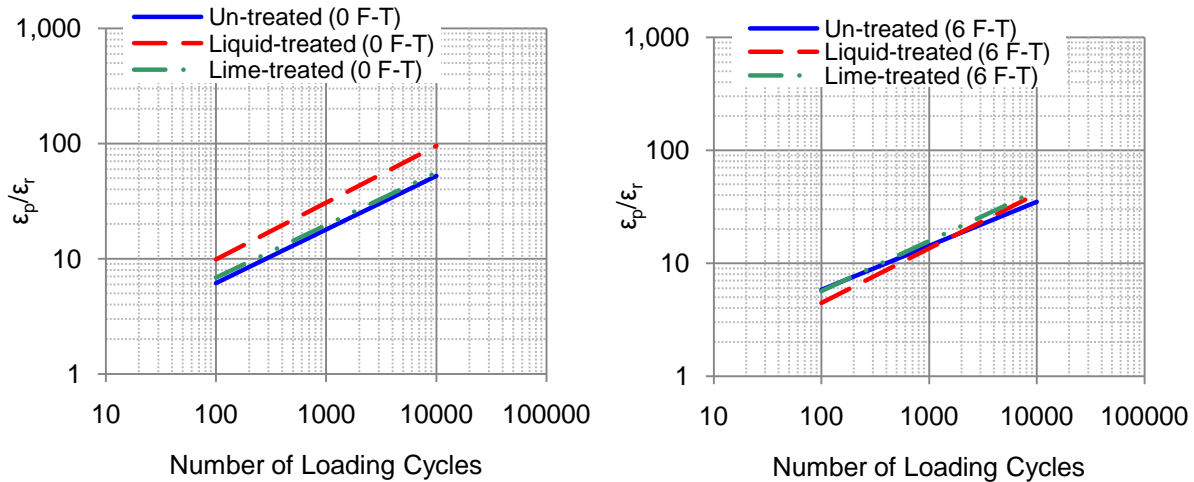 Un-treated (0 F-T)
Liquid-treated (0 F-T)
Lime-treated (0 F-T)
1,000
100
10
1
εp/εr
10 100 1000 10000 100000
Number of Loading Cycles
Un-treated (6 F-T)
Liquid-treated (6 F-T)
Lime-treated (6 F-T)
1,000
100
10
1
εp/εr
10 100 1000 10000 100000
Number of Loading Cycles